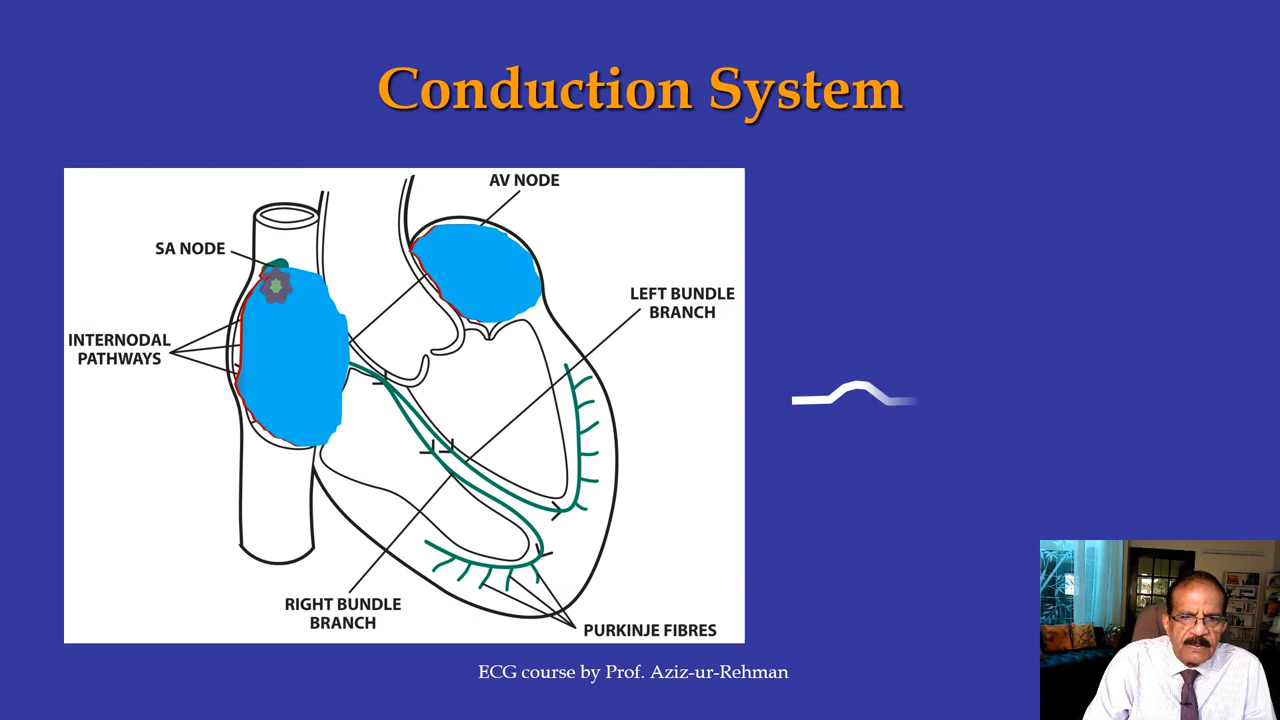 Conduction System
AV NODE
SA NODE
LEFT BUNDLE
BRANCH
INTERNODAL
PATHWAYS
RIGHT BUNDLE
BRANCH
PURKINJE FIBRES
ECG course by Prof. Aziz-ur-Rehman